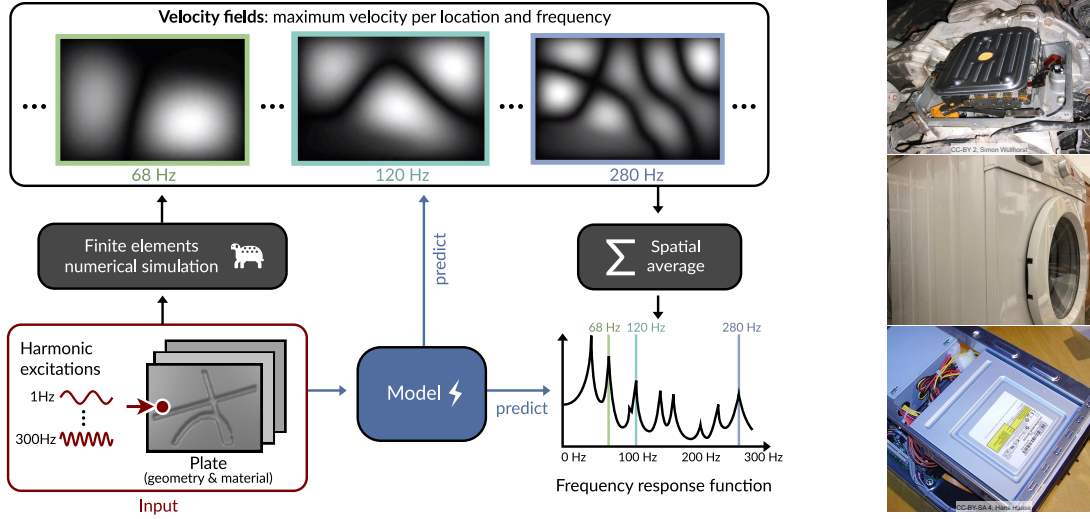 Velocity fields: maximum velocity per location and frequency
68 Hz
120 Hz
280 Hz
Finite elements
numerical simulation
predict
Spatial
average
Input
Harmonic
excitations
1Hz
300Hz
Plate
(geometry & material)
Model
predict
68 Hz
120 Hz
280 Hz
0 Hz
100 Hz
200 Hz
300 Hz
Frequency response function
CC-BY 2, Simon Wüllhorst
CC-BY-SA 4, Hans Haase